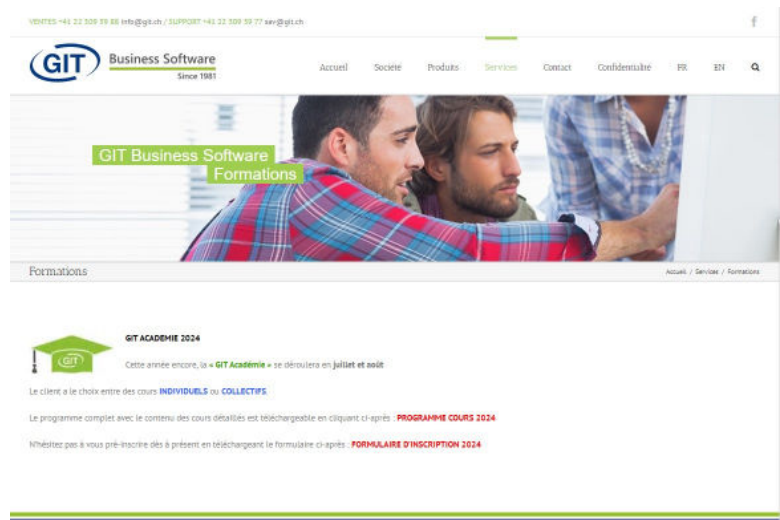 VENTES +41 22 309 39 88 info@git.ch / SUPPORT +41 22 309 39 77 sav@git.ch
f
GIT Business Software
Since 1981
Accueil Société Produits Services Contact Confidentialité FR EN
GIT Business Software
Formations
Formations
Accueil / Services / Formations
GIT ACADEMIE 2024
Cette année encore, la « GIT Académie » se déroulera en juillet et août
GIT
Le client a le choix entre des cours INDIVIDUELS ou COLLECTIFS.
Le programme complet avec le contenu des cours détaillés est téléchargeable en cliquant ci-après : PROGRAMME COURS 2024
N'hésitez pas à vous pré-inscrire dès à présent en téléchargeant le formulaire ci-après : FORMULAIRE D'INSCRIPTION 2024